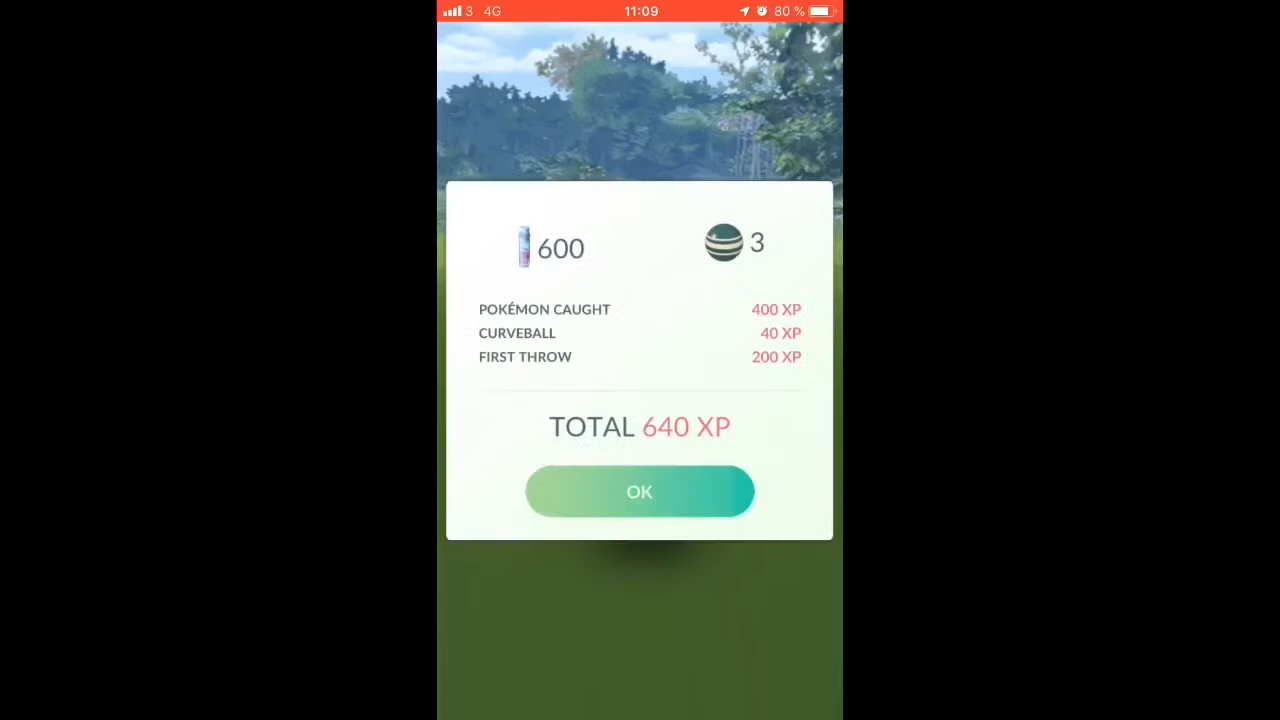 3 4G 11:09 80 %
600 3
POKÉMON CAUGHT 400 XP
CURVEBALL 40 XP
FIRST THROW 200 XP
TOTAL 640 XP
OK